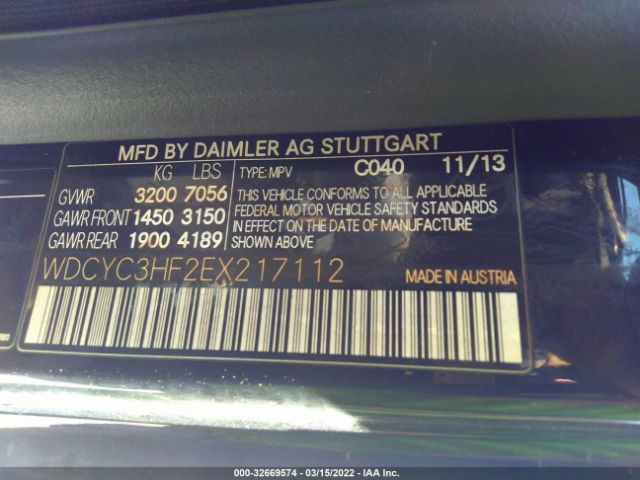 MFD BY DAIMLER AG STUTTGART
KG LBS
GVWR 3200 7056
GAWR FRONT 1450 3150
GAWR REAR 1900 4189
TYPE: MPV C040 11/13
THIS VEHICLE CONFORMS TO ALL APPLICABLE
FEDERAL MOTOR VEHICLE SAFETY STANDARDS
IN EFFECT ON THE DATE OF MANUFACTURE
SHOWN ABOVE
WDCYC3HF2EX217112 MADE IN AUSTRIA
000-32669574 — 03/15/2022 — IAA Inc.